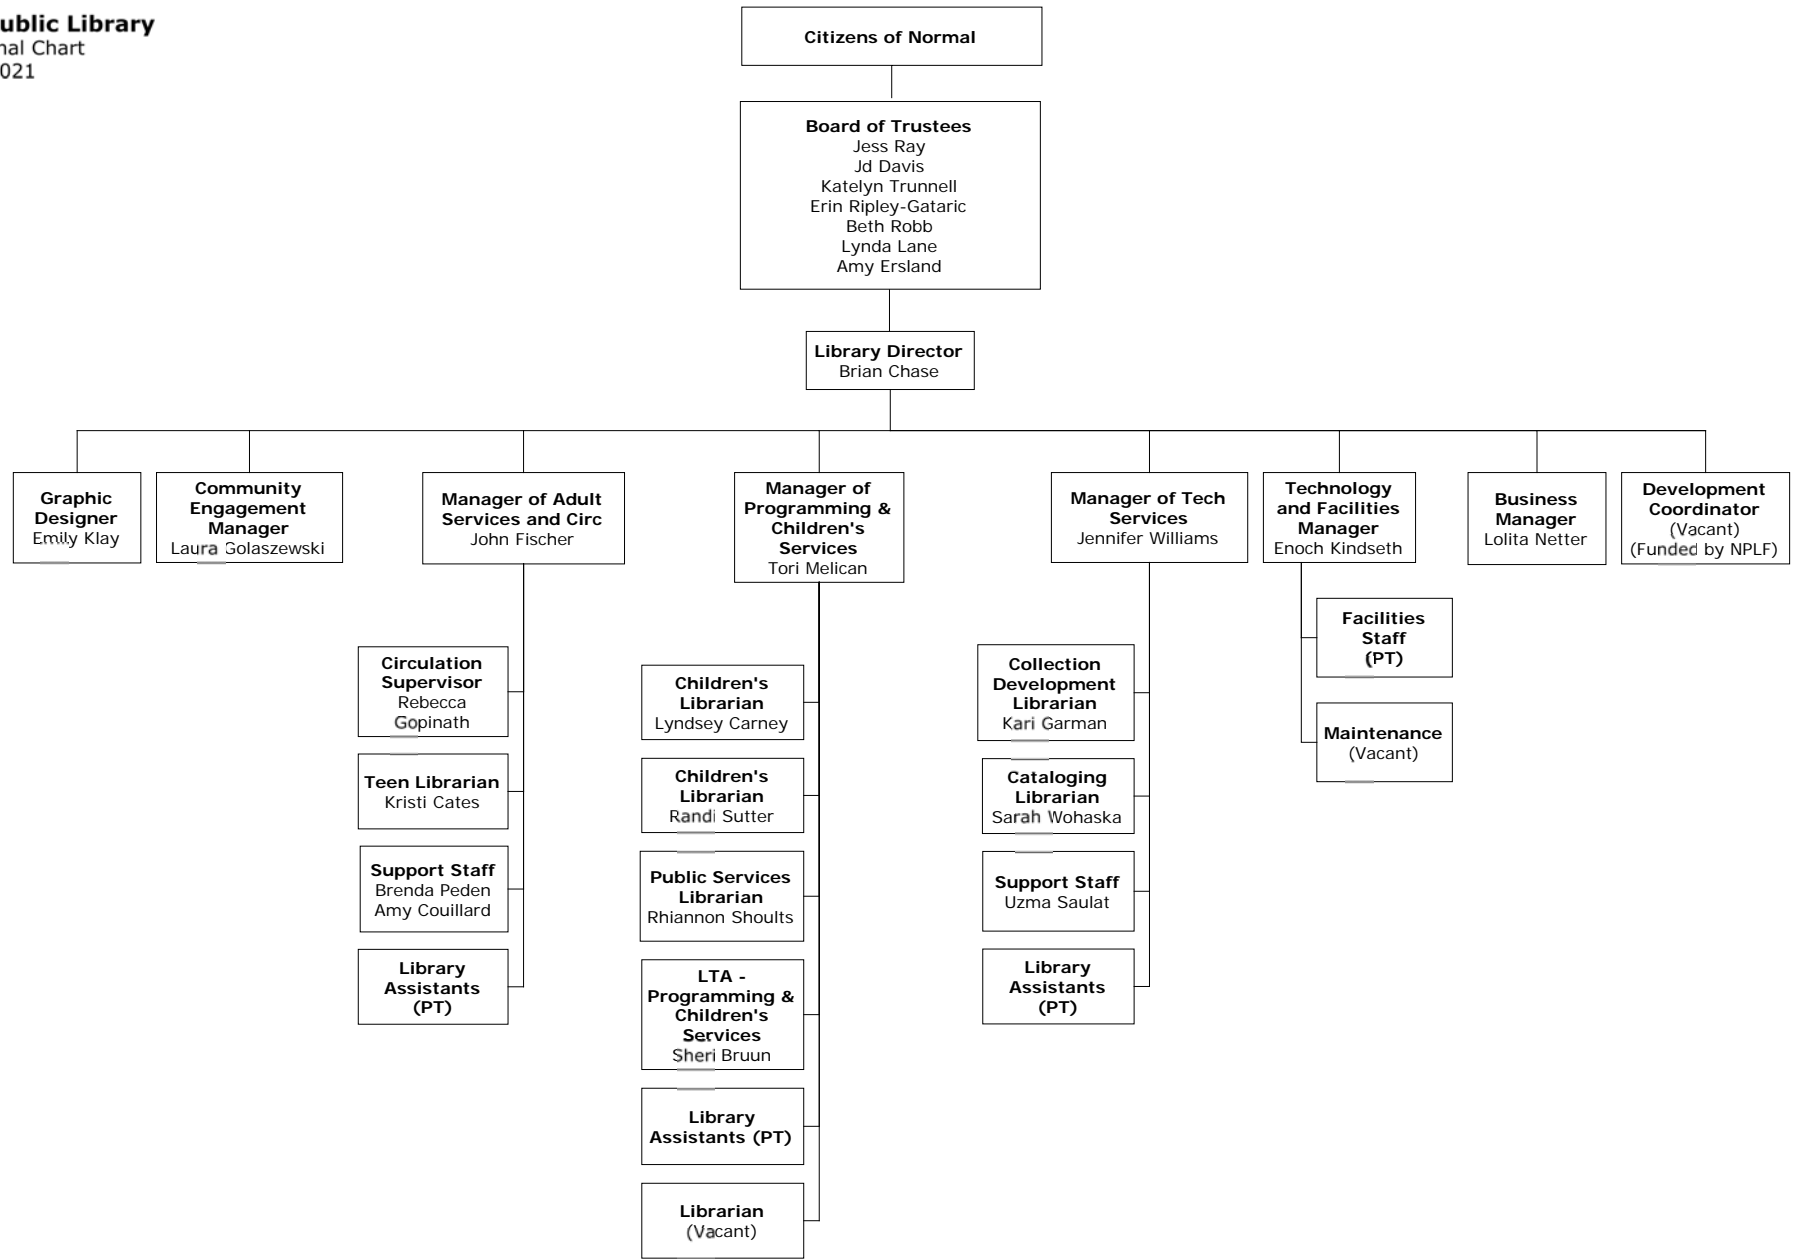 ublic Library
nal Chart
021
Citizens of Normal
Board of Trustees
Jess Ray
Jd Davis
Katelyn Trunnell
Erin Ripley-Gataric
Beth Robb
Lynda Lane
Amy Ersland
Library Director
Brian Chase
Graphic
Designer
Emily Klay
Community
Engagement
Manager
Laura Golaszewski
Manager of Adult
Services and Circ
John Fischer
Manager of
Programming &
Children's
Services
Tori Melican
Manager of Tech
Services
Jennifer Williams
Technology
and Facilities
Manager
Enoch Kindseth
Business
Manager
Lolita Netter
Development
Coordinator
(Vacant)
(Funded by NPLF)
Circulation
Supervisor
Rebecca
Gopinath
Teen Librarian
Kristi Cates
Support Staff
Brenda Peden
Amy Couillard
Library
Assistants
(PT)
Children's
Librarian
Lyndsey Carney
Children's
Librarian
Randi Sutter
Public Services
Librarian
Rhiannon Shoults
LTA -
Programming &
Children's
Services
Sheri Bruun
Library
Assistants (PT)
Librarian
(Vacant)
Collection
Development
Librarian
Kari Garman
Cataloging
Librarian
Sarah Wohaska
Support Staff
Uzma Saulat
Library
Assistants
(PT)
Facilities
Staff
(PT)
Maintenance
(Vacant)